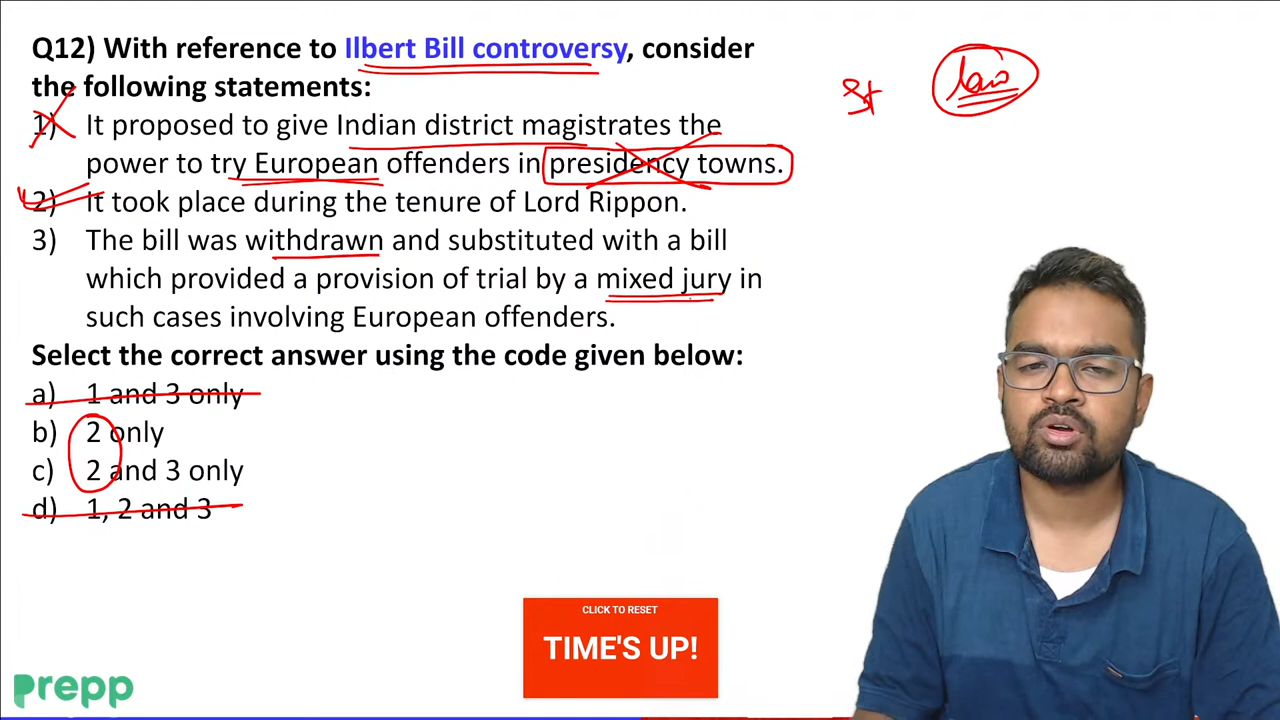 Q12) With reference to Ilbert Bill controversy, consider
the following statements:
1) It proposed to give Indian district magistrates the
power to try European offenders in presidency towns.
2) It took place during the tenure of Lord Rippon.
3) The bill was withdrawn and substituted with a bill
which provided a provision of trial by a mixed jury in
such cases involving European offenders.
Select the correct answer using the code given below:
a) 1 and 3 only
b) 2 only
c) 2 and 3 only
d) 1, 2 and 3
CLICK TO RESET
TIME'S UP!
prepp